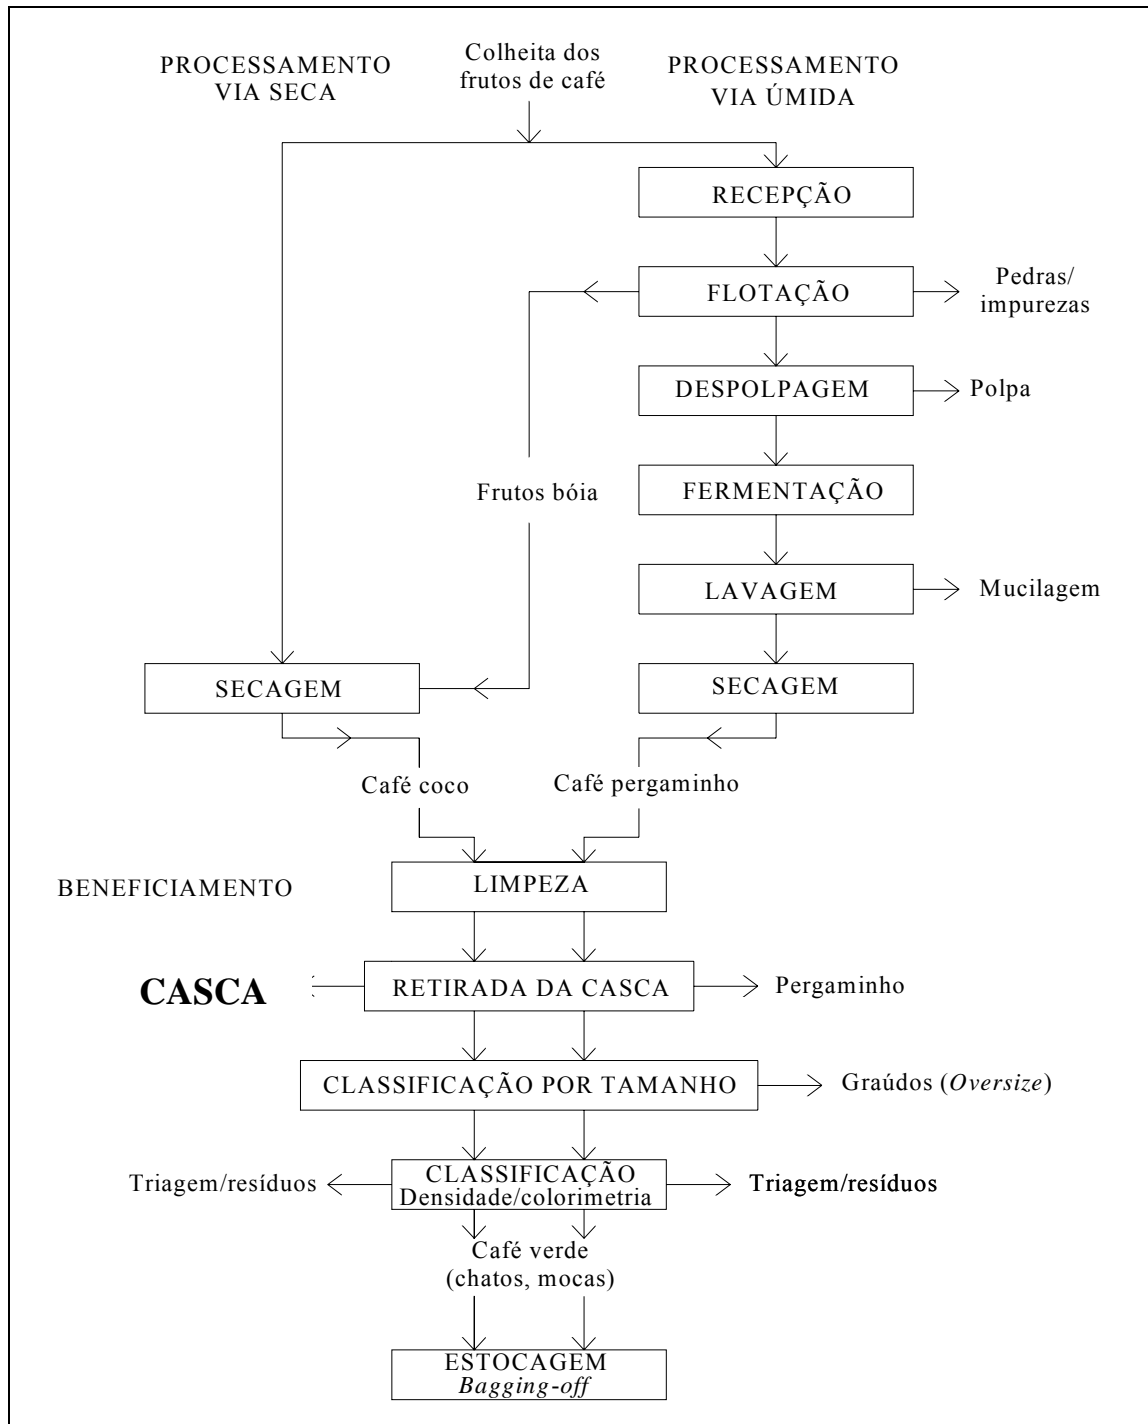 PROCESSAMENTO
VIA SECA
Colheita dos
frutos de café
PROCESSAMENTO
VIA ÚMIDA
RECEPÇÃO
FLOTAÇÃO
Pedras/
impurezas
DESPOLPAGEM
Polpa
Frutos bóia
FERMENTAÇÃO
LAVAGEM
Mucilagem
SECAGEM
SECAGEM
Café coco
Café pergaminho
BENEFICIAMENTO
LIMPEZA
CASCA
RETIRADA DA CASCA
Pergaminho
CLASSIFICAÇÃO POR TAMANHO
Graúdos (Oversize)
Triagem/resíduos
CLASSIFICAÇÃO
Densidade/colorimetria
Triagem/resíduos
Café verde
(chatos, mocas)
ESTOCAGEM
Bagging-off